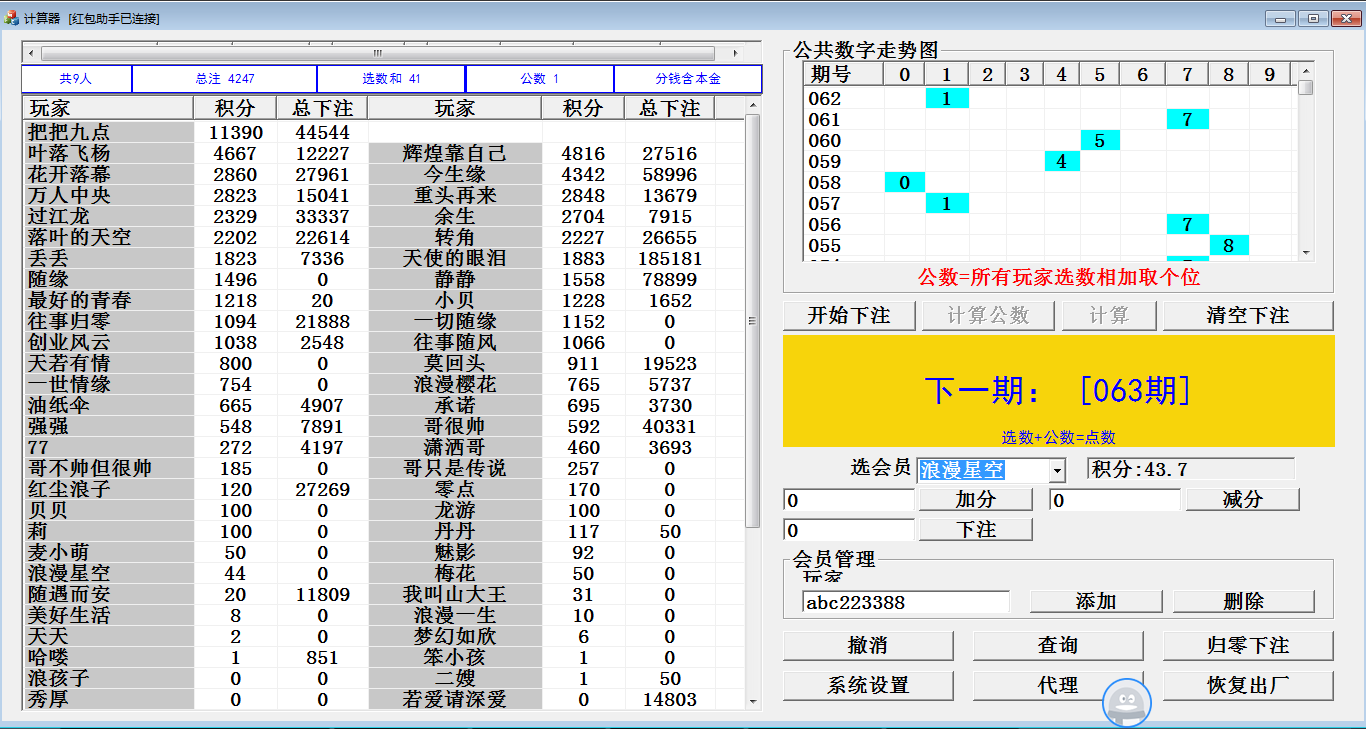 计算器 [红包助手已连接]
共9人 总注 4247 选数和 41 公数 1 分钱含本金
玩家 积分 总下注 玩家 积分 总下注
把把九点 11390 44544
叶落飞杨 4667 12227 辉煌靠自己 4816 27516
花开落幕 2860 27961 今生缘 4342 58996
万人中央 2823 15041 重头再来 2848 13679
过江龙 2329 33337 余生 2704 7915
落叶的天空 2202 22614 转角 2227 26655
丢丢 1823 7336 天使的眼泪 1883 185181
随缘 1496 0 静静 1558 78899
最好的青春 1218 20 小贝 1228 1652
往事归零 1094 21888 一切随缘 1152 0
创业风云 1038 2548 往事随风 1066 0
天若有情 800 0 莫回头 911 19523
一世情缘 754 0 浪漫樱花 765 5737
油纸伞 665 4907 承诺 695 3730
强强 548 7891 哥很帅 592 40331
77 272 4197 潇洒哥 460 3693
哥不帅但很帅 185 0 哥只是传说 257 0
红尘浪子 120 27269 零点 170 0
贝贝 100 0 龙游 100 0
莉 100 0 丹丹 117 50
麦小萌 50 0 魅影 92 0
浪漫星空 44 0 梅花 50 0
随遇而安 20 11809 我叫山大王 31 0
美好生活 8 0 浪漫一生 10 0
天天 2 0 梦幻如欣 6 0
哈喽 1 851 笨小孩 1 0
浪孩子 0 0 二嫂 1 50
秀厚 0 0 若爱请深爱 0 14803
公共数字走势图
期号 0 1 2 3 4 5 6 7 8 9
062 1
061 7
060 5
059 4
058 0
057 1
056 7
055 8
公数=所有玩家选数相加取个位
开始下注 计算公数 计算 清空下注
下一期： [063期]
选数+公数=点数
选会员 浪漫星空 积分:43.7
0 加分 0 减分
0 下注
会员管理
玩家
abc223388 添加 删除
撤消 查询 归零下注
系统设置 代理 恢复出厂